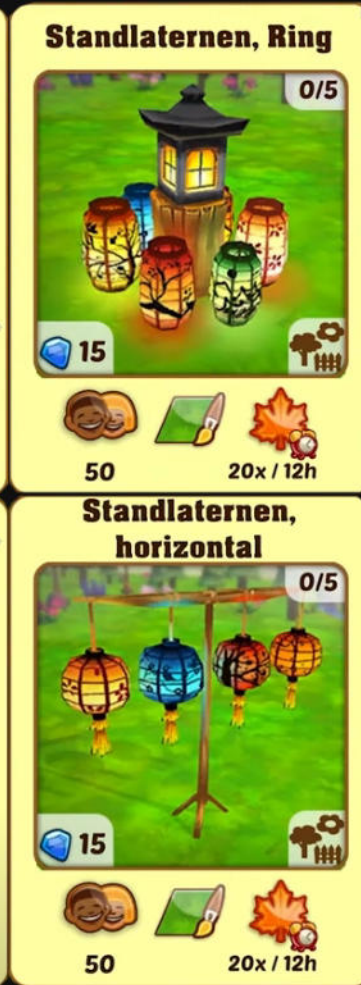 Standlaternen, Ring
0/5
15
50
20x / 12h
Standlaternen,
horizontal
0/5
15
50
20x / 12h